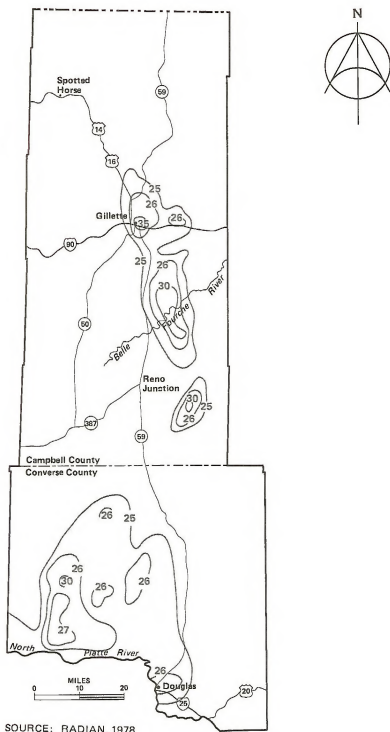 N
59
Spotted
Horse
14
16
25
26
Gillette
35
26
90
25
26
30
River
Fourche
Belle
50
Reno
Junction
30
25
26
387
59
Campbell County
Converse County
26
25
26
30
26
26
27
North
Platte River
26
MILES
0 10 20
Douglas
20
25
SOURCE: RADIAN 1978